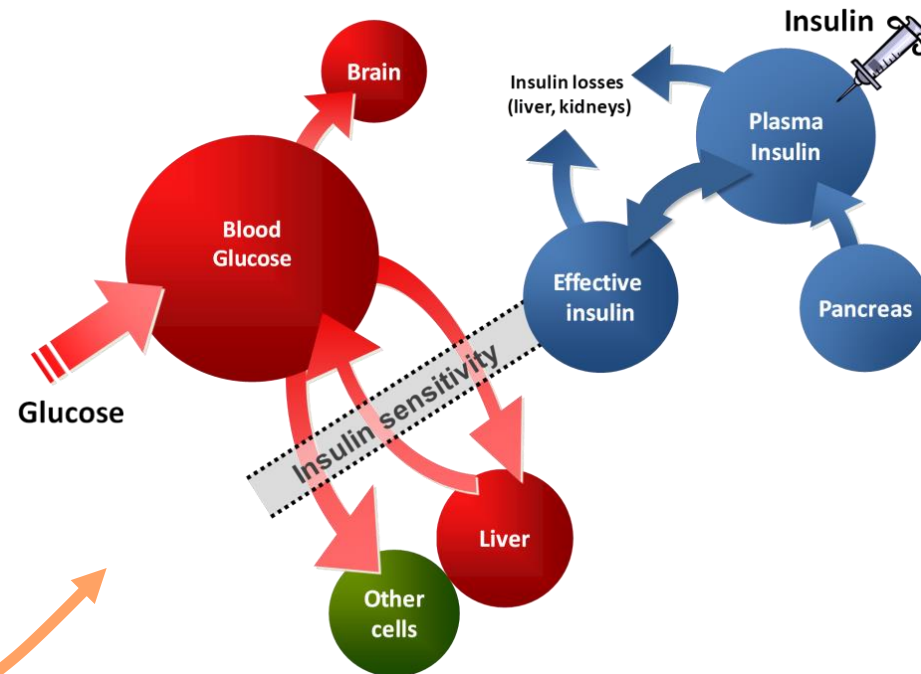 Insulin
Brain
Insulin losses
(liver, kidneys)
Plasma
Insulin
Blood
Glucose
Effective
insulin
Pancreas
Glucose
Insulin sensitivity
Liver
Other
cells